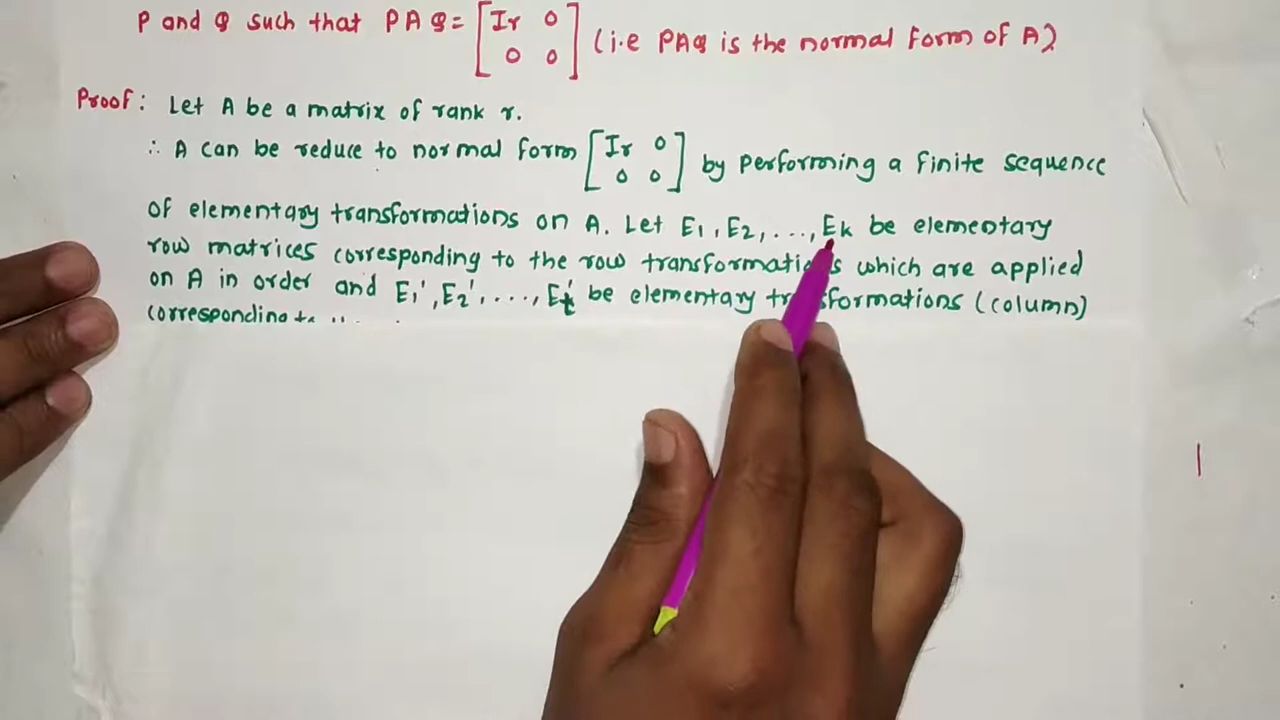 P and Q such that PAQ = [Ir 0 0 0] (i.e PAQ is the normal form of A)
Proof: Let A be a matrix of rank r.
∴ A can be reduce to normal form [Ir 0 0 0] by performing a finite sequence
of elementary transformations on A. Let E1, E2, ..., Ek be elementary
row matrices corresponding to the row transformations which are applied
on A in order and E1', E2', ...., Et' be elementary transformations (column)
corresponding to